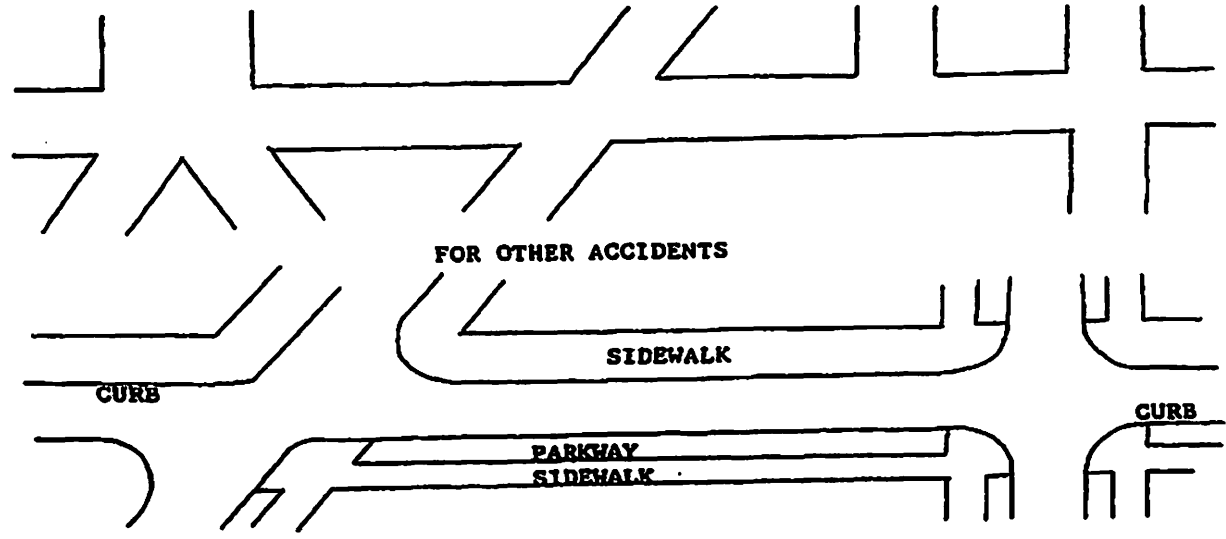 FOR OTHER ACCIDENTS
SIDEWALK
CURB
CURB
PARKWAY
SIDEWALK